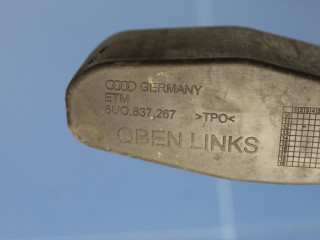 GERMANY
ETM
8U0.837.267 >TPO<
OBEN LINKS